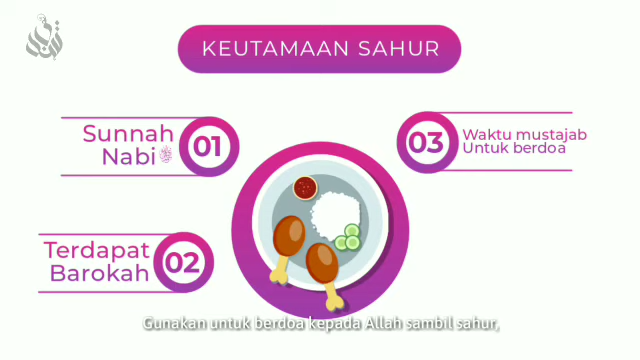 KEUTAMAAN SAHUR
Sunnah
Nabi ﷺ
01
Terdapat
Barokah
02
03
Waktu mustajab
Untuk berdoa
Gunakan untuk berdoa kepada Allah sambil sahur,